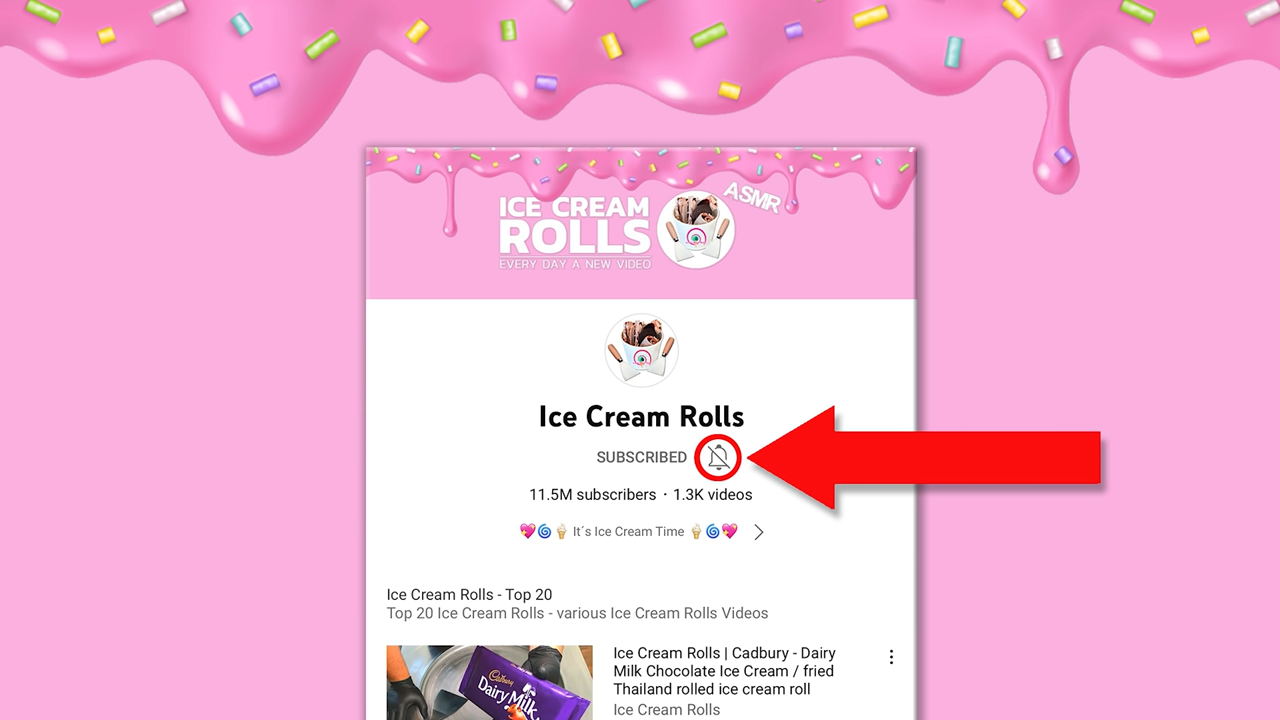 ICE CREAM
ROLLS
EVERY DAY A NEW VIDEO
ASMR
Ice Cream Rolls
SUBSCRIBED
11.5M subscribers · 1.3K videos
💖🌀🍦 It´s Ice Cream Time 🍦🌀💖
Ice Cream Rolls - Top 20
Top 20 Ice Cream Rolls - various Ice Cream Rolls Videos
Ice Cream Rolls | Cadbury - Dairy
Milk Chocolate Ice Cream / fried
Thailand rolled ice cream roll
Ice Cream Rolls
Cadbury
Dairy Milk